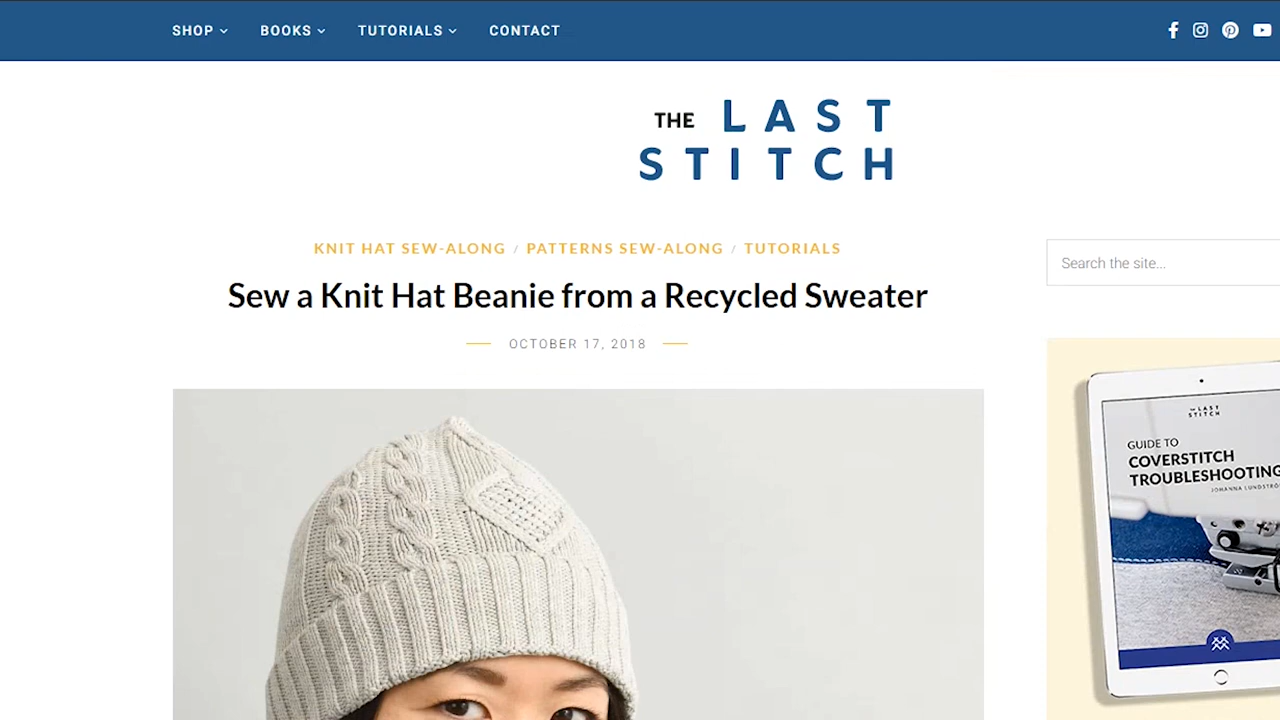 SHOP BOOKS TUTORIALS CONTACT
THE LAST
STITCH
KNIT HAT SEW-ALONG / PATTERNS SEW-ALONG / TUTORIALS
Sew a Knit Hat Beanie from a Recycled Sweater
OCTOBER 17, 2018
Search the site...
THE LAST
STITCH
GUIDE TO
COVERSTITCH
TROUBLESHOOTING